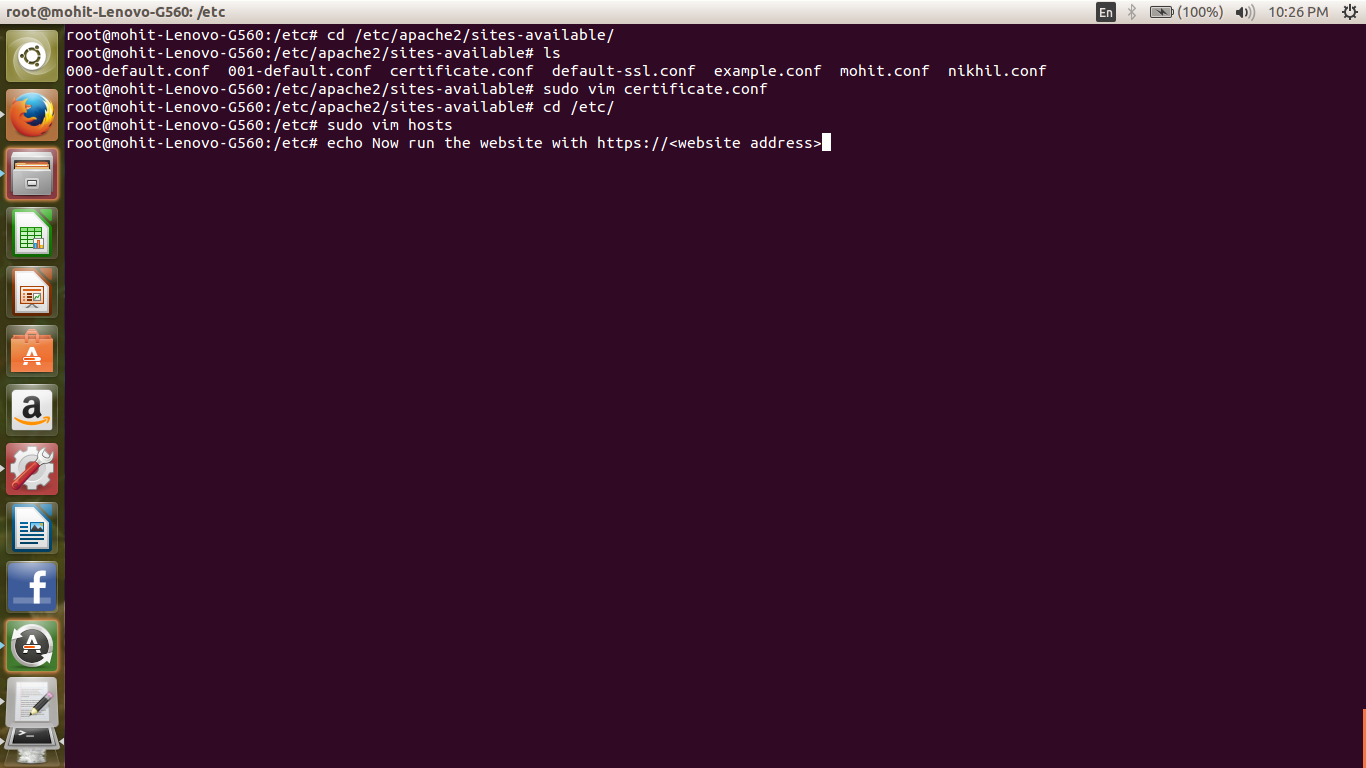 root@mohit-Lenovo-G560: /etc
En (100%) 10:26 PM
root@mohit-Lenovo-G560:/etc# cd /etc/apache2/sites-available/
root@mohit-Lenovo-G560:/etc/apache2/sites-available# ls
000-default.conf 001-default.conf certificate.conf default-ssl.conf example.conf mohit.conf nikhil.conf
root@mohit-Lenovo-G560:/etc/apache2/sites-available# sudo vim certificate.conf
root@mohit-Lenovo-G560:/etc/apache2/sites-available# cd /etc/
root@mohit-Lenovo-G560:/etc# sudo vim hosts
root@mohit-Lenovo-G560:/etc# echo Now run the website with https://<website address>